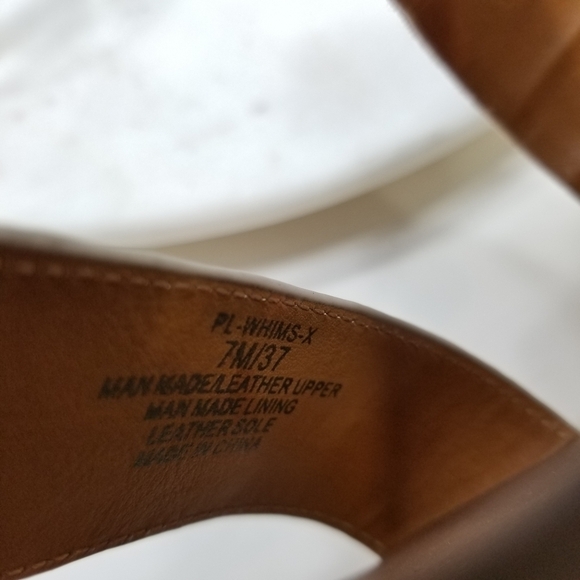 PL-WHIMS-X
7M/37
MAN MADE/LEATHER UPPER
MAN MADE LINING
LEATHER SOLE
MADE IN CHINA